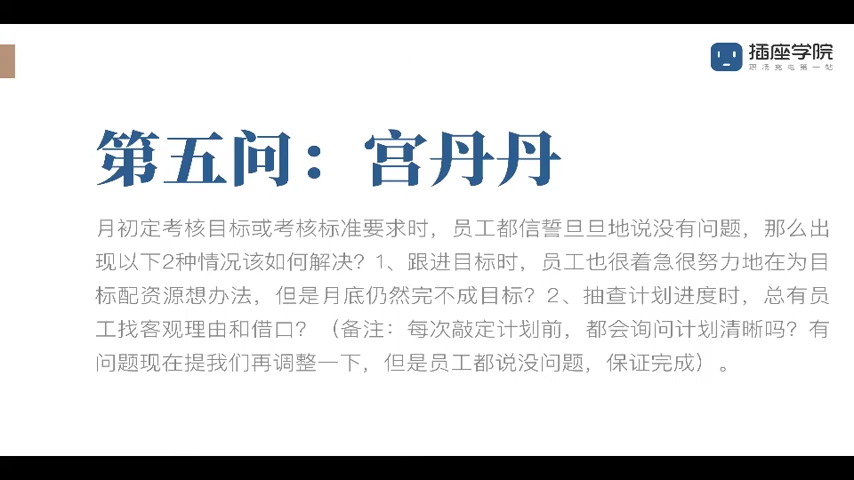 插座学院
职场充电第一站
第五问：宫丹丹
月初定考核目标或考核标准要求时，员工都信誓旦旦地说没有问题，那么出
现以下2种情况该如何解决？1、跟进目标时，员工也很着急很努力地在为目
标配资源想办法，但是月底仍然完不成目标？2、抽查计划进度时，总有员
工找客观理由和借口？（备注：每次敲定计划前，都会询问计划清晰吗？有
问题现在提我们再调整一下，但是员工都说没问题，保证完成）。